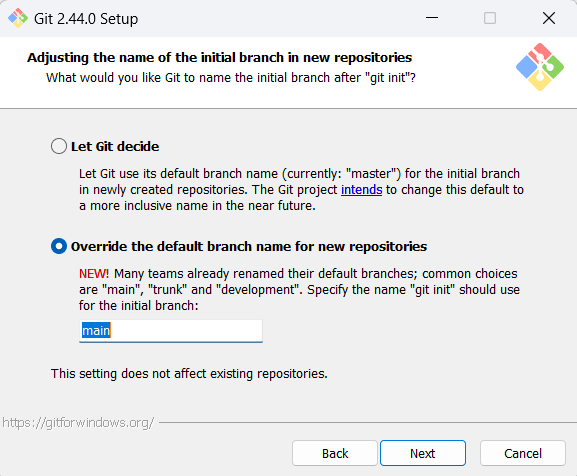 Git 2.44.0 Setup
Adjusting the name of the initial branch in new repositories
What would you like Git to name the initial branch after "git init"?
Let Git decide
Let Git use its default branch name (currently: "master") for the initial branch
in newly created repositories. The Git project intends to change this default to
a more inclusive name in the near future.
Override the default branch name for new repositories
NEW! Many teams already renamed their default branches; common choices
are "main", "trunk" and "development". Specify the name "git init" should use
for the initial branch:
main
This setting does not affect existing repositories.
https://gitforwindows.org/
Back Next Cancel